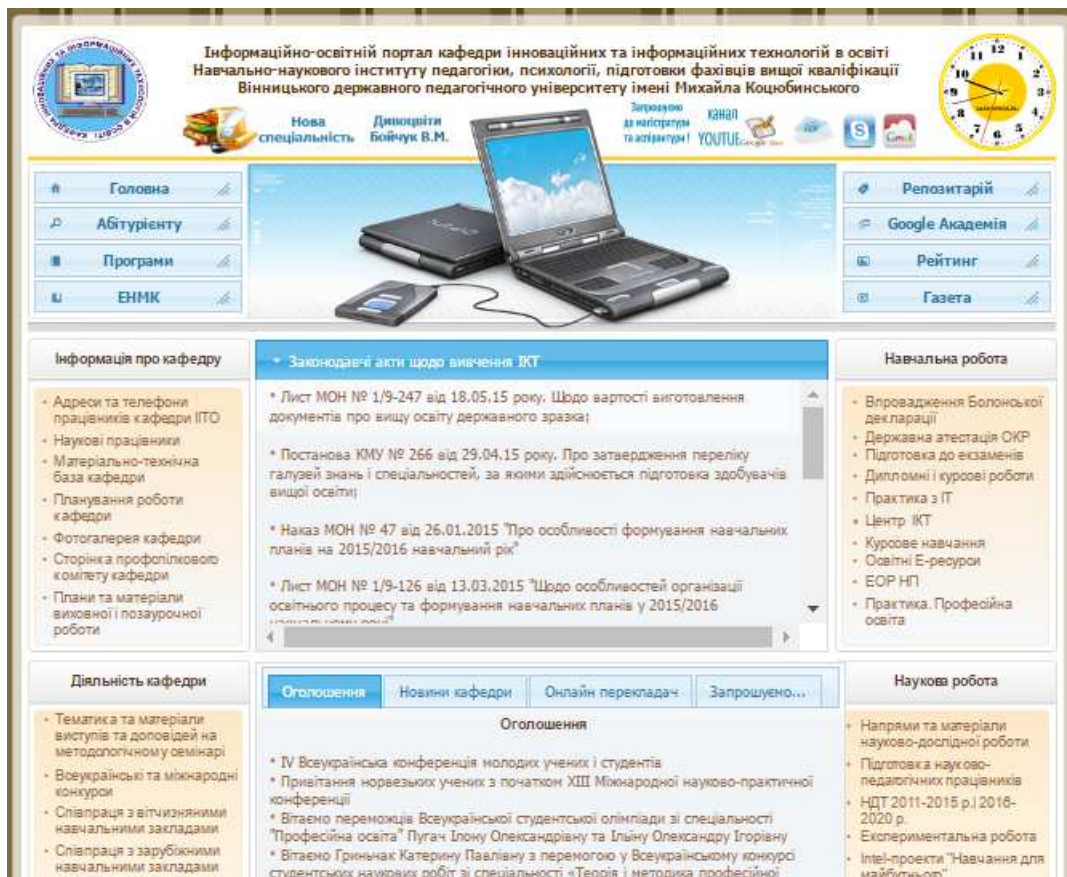 Інформаційно-освітній портал кафедри інноваційних та інформаційних технологій в освіті
Навчально-наукового інституту педагогіки, психології, підготовки фахівців вищої кваліфікації
Вінницького державного педагогічного університету імені Михайла Коцюбинського
Нова
спеціальність
Дивоцвіти
Бойчук В.М.
Запрошуємо
до магістратури
та аспірантури !
КАНАЛ
YOUTUE
Gmail
Головна
Абітурієнту
Програми
ЕНМК
Репозитарій
Google Академія
Рейтинг
Газета
Інформація про кафедру
• Адреси та телефони
працівників кафедри ІІТО
• Наукові працівники
• Матеріально-технічна
база кафедри
• Планування роботи
кафедри
• Фотогалерея кафедри
• Сторінка профспілкового
комітету кафедри
• Плани та матеріали
виховної і позаурочної
роботи
Законодавчі акти щодо вивчення ІКТ
* Лист МОН № 1/9-247 від 18.05.15 року. Щодо вартості виготовлення
документів про вищу освіту державного зразка;
* Постанова КМУ № 266 від 29.04.15 року. Про затвердження переліку
галузей знань і спеціальностей, за якими здійснюється підготовка здобувачів
вищої освіти;
* Наказ МОН № 47 від 26.01.2015 "Про особливості формування навчальних
планів на 2015/2016 навчальний рік"
* Лист МОН № 1/9-126 від 13.03.2015 "Щодо особливостей організації
освітнього процесу та формування навчальних планів у 2015/2016
Навчальна робота
• Впровадження Болонської
декларації
• Державна атестація ОКР
• Підготовка до екзаменів
• Дипломні і курсові роботи
• Практика з ІТ
• Центр ІКТ
• Курсове навчання
• Освітні Е-ресурси
• ЕОР НП
• Практика. Професійна
освіта
Діяльність кафедри
• Тематика та матеріали
виступів та доповідей на
методологічному семінарі
• Всеукраїнські та міжнародні
конкурси
• Співпраця з вітчизняними
навчальними закладами
• Співпраця з зарубіжними
навчальними закладами
Оголошення
Новини кафедри
Онлайн перекладач
Запрошуємо...
Оголошення
* IV Всеукраїнська конференція молодих учених і студентів
* Привітання норвезьких учених з початком XIII Міжнародної науково-практичної
конференції
* Вітаємо переможців Всеукраїнської студентської олімпіади зі спеціальності
"Професійна освіта" Пугач Ілону Олександрівну та Ільїну Олександру Ігорівну
* Вітаємо Гриньчак Катерину Павлівну з перемогою у Всеукраїнському конкурсі
студентських наукових робіт зі спеціальності «Теорія і методика професійної
Наукова робота
• Напрями та матеріали
науково-дослідної роботи
• Підготовка науково-
педагогічних працівників
• НДТ 2011-2015 р.| 2016-
2020 р.
• Експериментальна робота
• Intel-проекти "Навчання для
майбутнього"